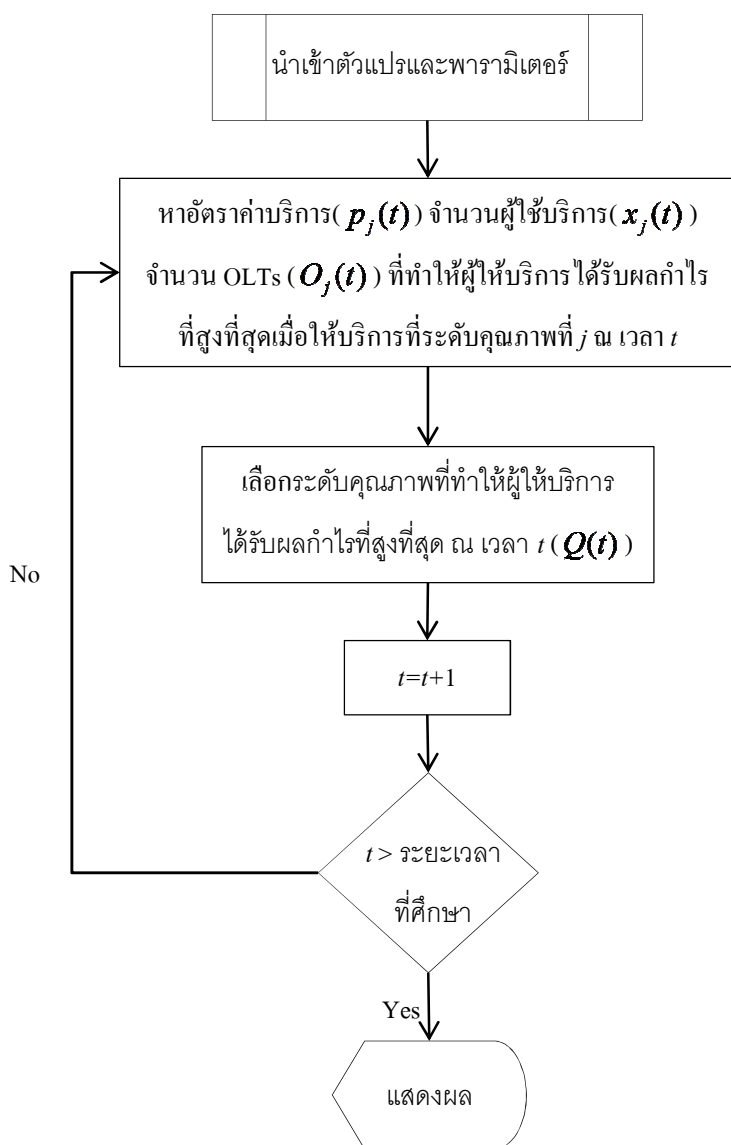 นำเข้าตัวแปรและพารามิเตอร์
หาอัตราค่าบริการ( p_j(t) ) จำนวนผู้ใช้บริการ( x_j(t) )
จำนวน OLTs ( O_j(t) ) ที่ทำให้ผู้ให้บริการได้รับผลกำไร
ที่สูงที่สุดเมื่อให้บริการที่ระดับคุณภาพที่ j ณ เวลา t
เลือกระดับคุณภาพที่ทำให้ผู้ให้บริการ
ได้รับผลกำไรที่สูงที่สุด ณ เวลา t ( Q(t) )
No
t=t+1
t > ระยะเวลา
ที่ศึกษา
Yes
แสดงผล